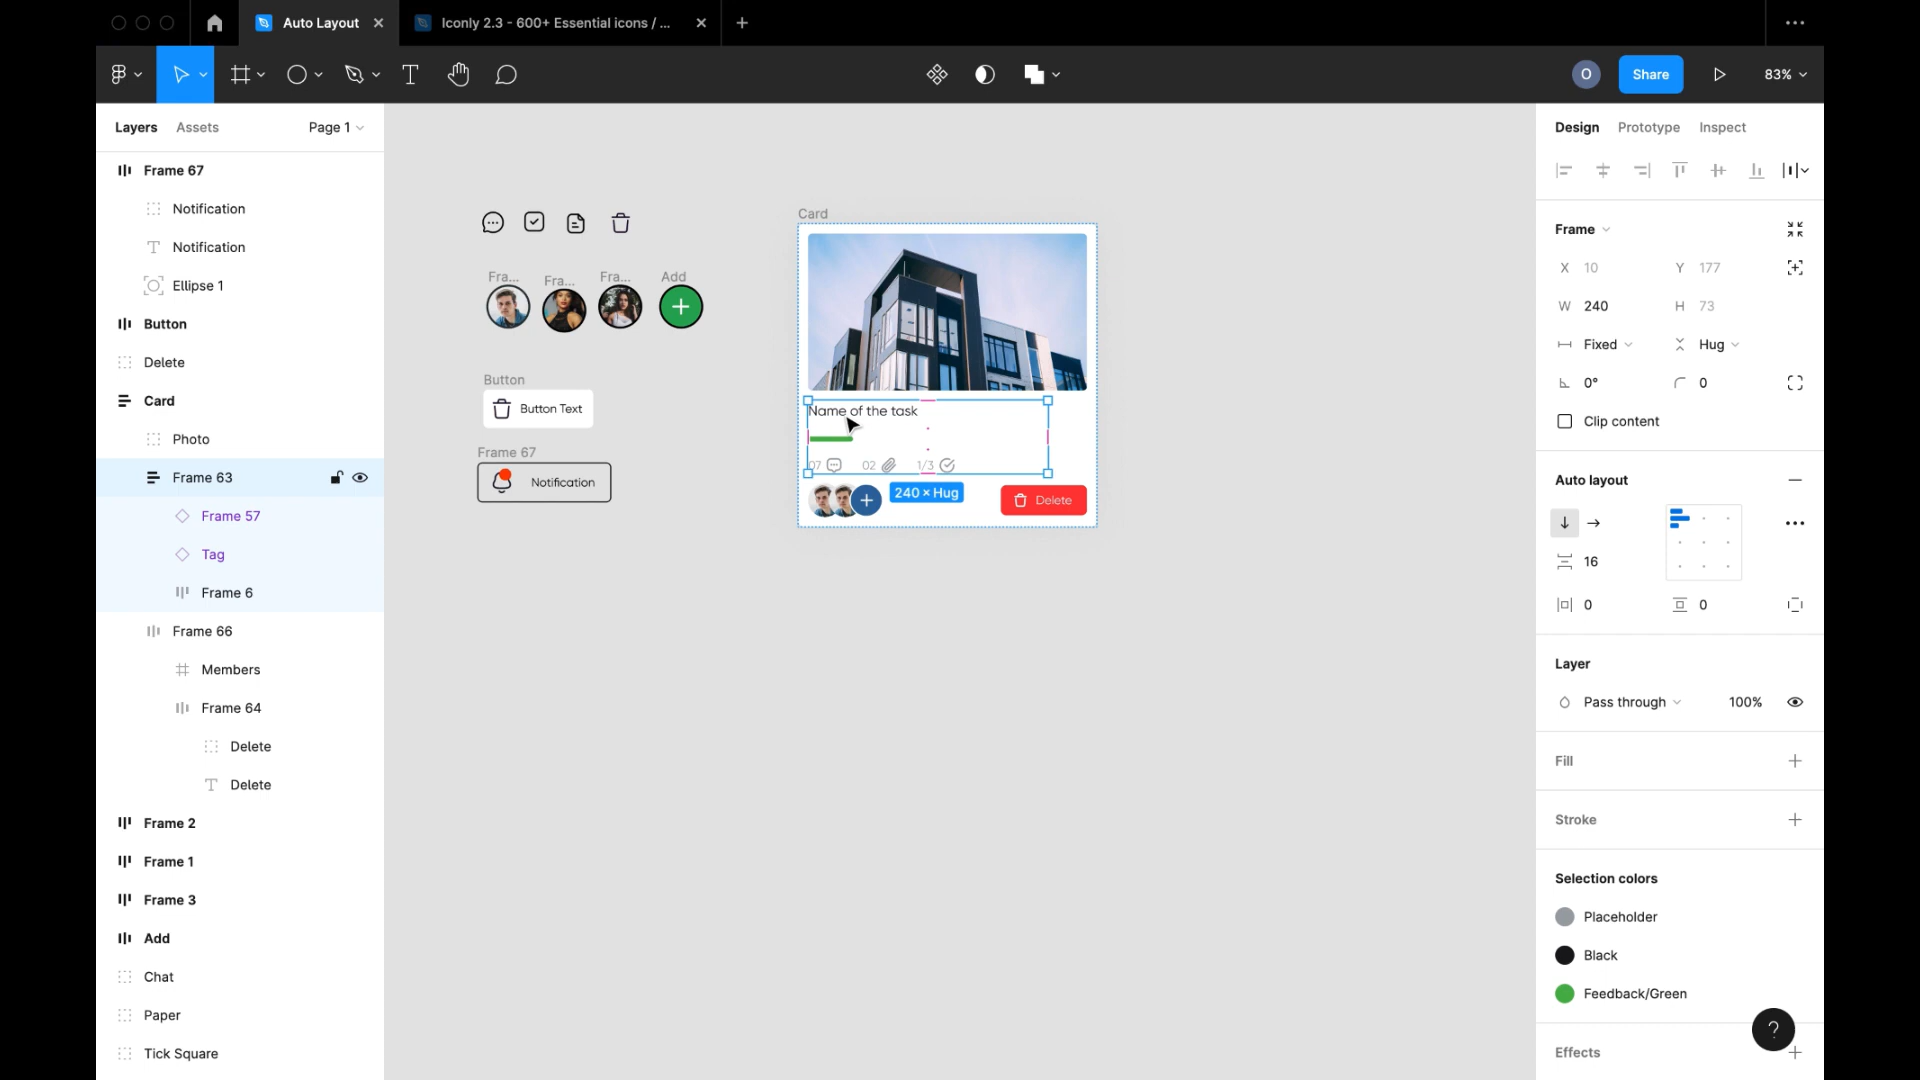 Auto Layout
Iconly 2.3 - 600+ Essential icons / ...
Share
83%
Layers
Assets
Page 1
Frame 67
Notification
Notification
Ellipse 1
Button
Delete
Card
Photo
Frame 63
Frame 57
Tag
Frame 6
Frame 66
Members
Frame 64
Delete
Delete
Frame 2
Frame 1
Frame 3
Add
Chat
Paper
Tick Square
Fra...
Fra...
Fra...
Add
Button
Button Text
Frame 67
Notification
Card
Name of the task
07
02
1/3
240 × Hug
Delete
O
Design
Prototype
Inspect
Frame
X 10
Y 177
W 240
H 73
Fixed
Hug
0°
0
Clip content
Auto layout
16
0
0
Layer
Pass through
100%
Fill
Stroke
Selection colors
Placeholder
Black
Feedback/Green
Effects
?